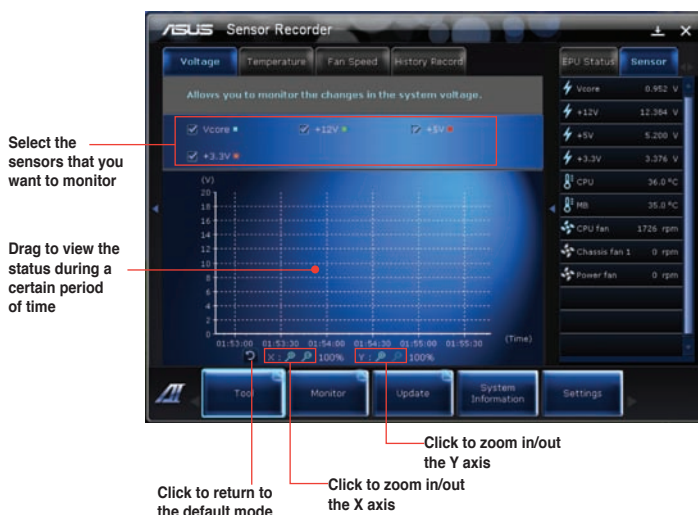 ASUS Sensor Recorder
Voltage Temperature Fan Speed History Record
EPU Status Sensor
Allows you to monitor the changes in the system voltage.
Vcore +12V +5V
+3.3V
Vcore 0.952 V
+12V 12.384 V
+5V 5.200 V
+3.3V 3.376 V
CPU 36.0 ºC
MB 35.0 ºC
CPU fan 1726 rpm
Chassis fan 1 0 rpm
Power fan 0 rpm
Select the
sensors that you
want to monitor
Drag to view the
status during a
certain period
of time
(V)
20
18
16
14
12
10
8
6
4
2
0
01:53:00 01:53:30 01:54:00 01:54:30 01:55:00 01:55:30 (Time)
X : 100% Y : 100%
Tool Monitor Update System
Information Settings
Click to zoom in/out
the Y axis
Click to zoom in/out
the X axis
Click to return to
the default mode